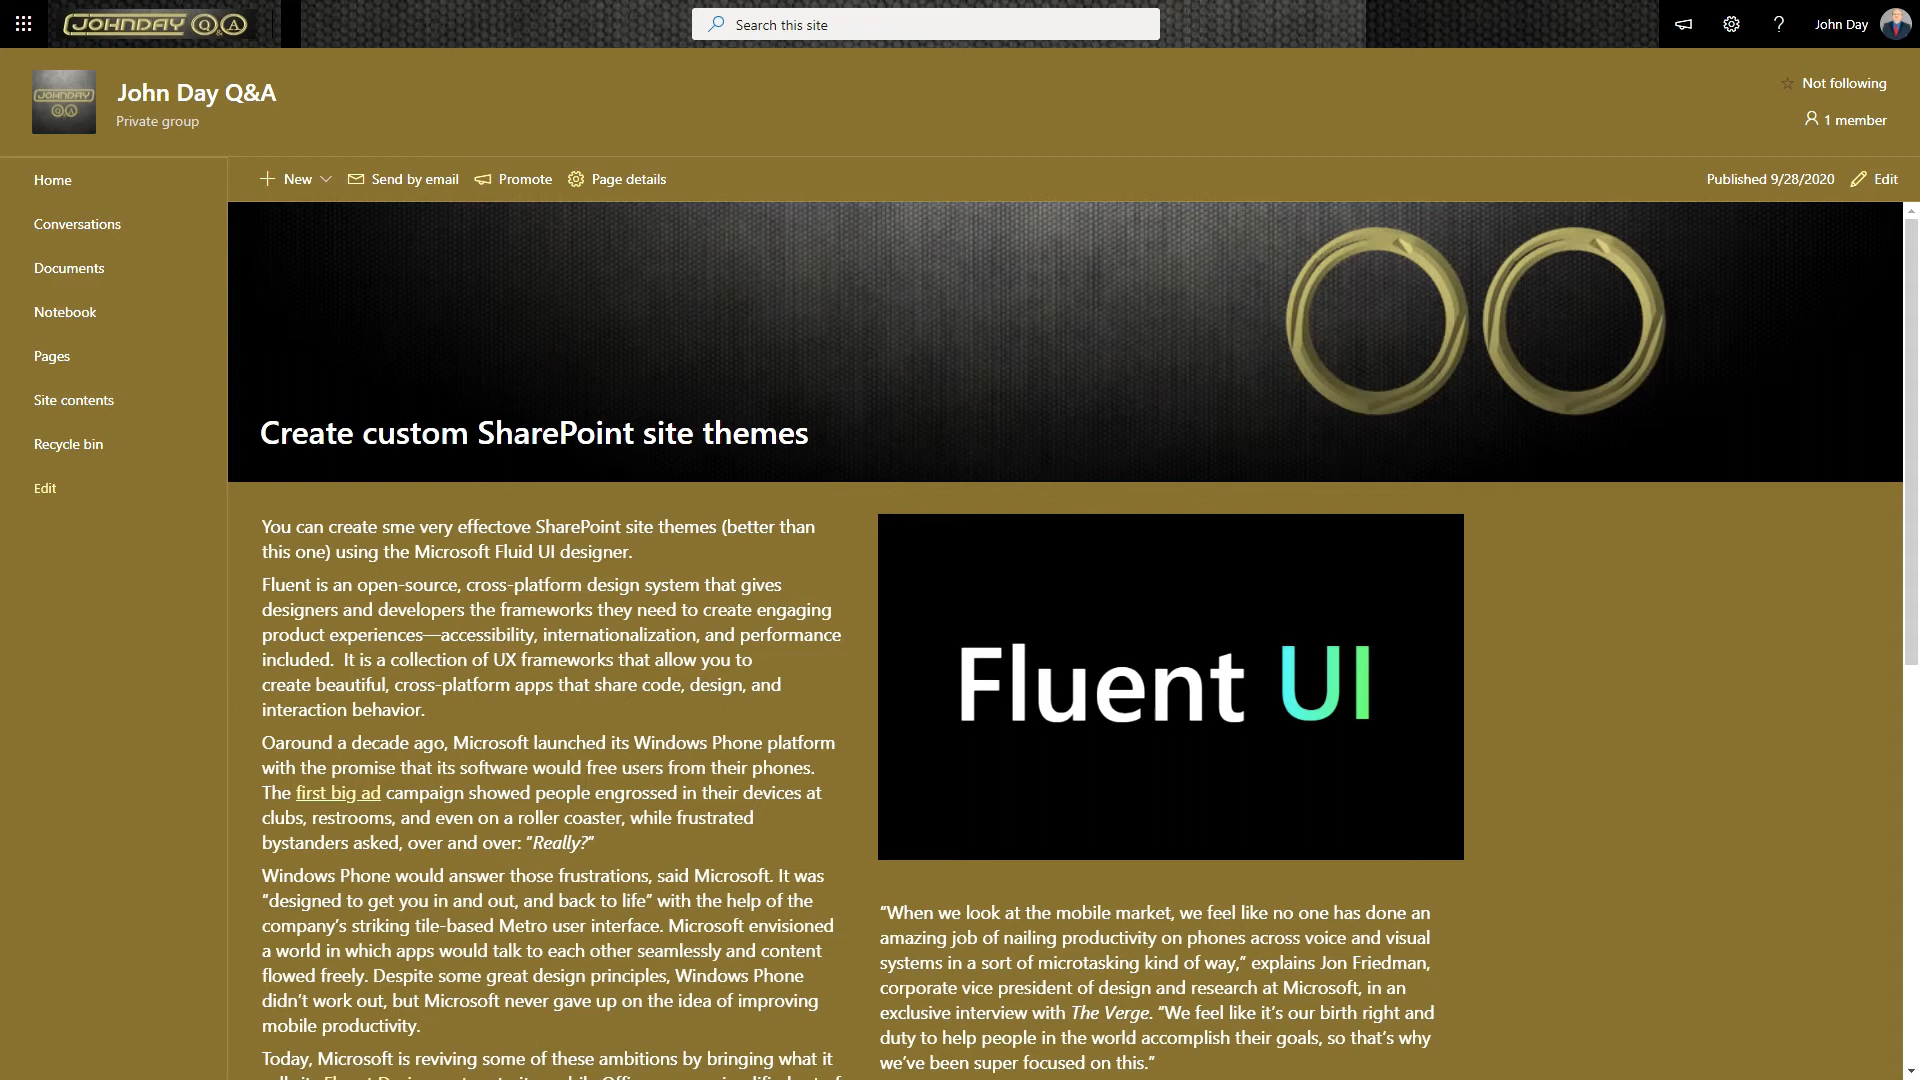 JOHNDAY Q&A
Search this site
John Day
JOHNDAY
Q&A
John Day Q&A
Private group
Not following
1 member
Home
Conversations
Documents
Notebook
Pages
Site contents
Recycle bin
Edit
New
Send by email
Promote
Page details
Published 9/28/2020
Edit
Create custom SharePoint site themes
You can create sme very effectove SharePoint site themes (better than
this one) using the Microsoft Fluid UI designer.
Fluent is an open-source, cross-platform design system that gives
designers and developers the frameworks they need to create engaging
product experiences—accessibility, internationalization, and performance
included.  It is a collection of UX frameworks that allow you to
create beautiful, cross-platform apps that share code, design, and
interaction behavior.
Oaround a decade ago, Microsoft launched its Windows Phone platform
with the promise that its software would free users from their phones.
The first big ad campaign showed people engrossed in their devices at
clubs, restrooms, and even on a roller coaster, while frustrated
bystanders asked, over and over: “Really?”
Windows Phone would answer those frustrations, said Microsoft. It was
“designed to get you in and out, and back to life” with the help of the
company’s striking tile-based Metro user interface. Microsoft envisioned
a world in which apps would talk to each other seamlessly and content
flowed freely. Despite some great design principles, Windows Phone
didn’t work out, but Microsoft never gave up on the idea of improving
mobile productivity.
Today, Microsoft is reviving some of these ambitions by bringing what it
Fluent UI
“When we look at the mobile market, we feel like no one has done an
amazing job of nailing productivity on phones across voice and visual
systems in a sort of microtasking kind of way,” explains Jon Friedman,
corporate vice president of design and research at Microsoft, in an
exclusive interview with The Verge. “We feel like it’s our birth right and
duty to help people in the world accomplish their goals, so that’s why
we’ve been super focused on this.”